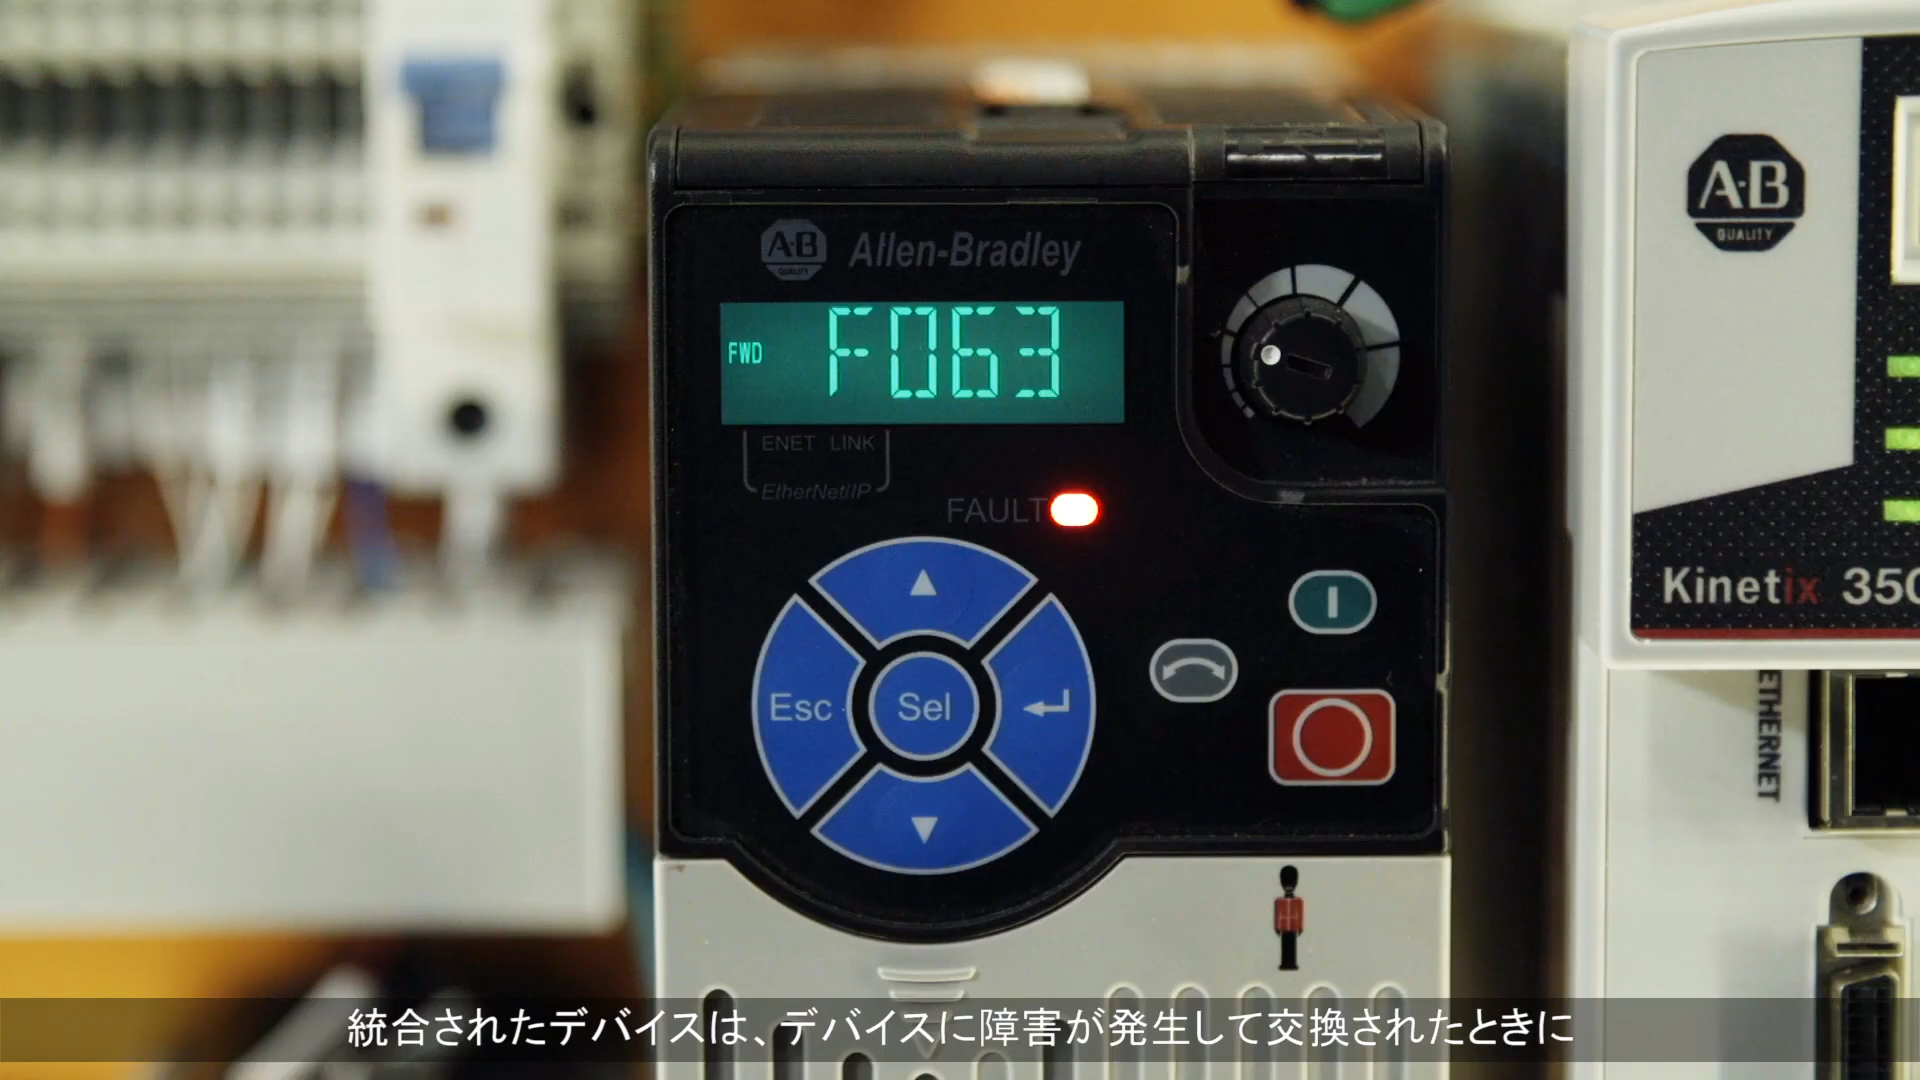 A·B
QUALITY
Allen-Bradley
FWD F063
ENET LINK
EtherNet/IP
FAULT
Esc
Sel
A·B
QUALITY
Kinetix 350
ETHERNET
統合されたデバイスは、デバイスに障害が発生して交換されたときに